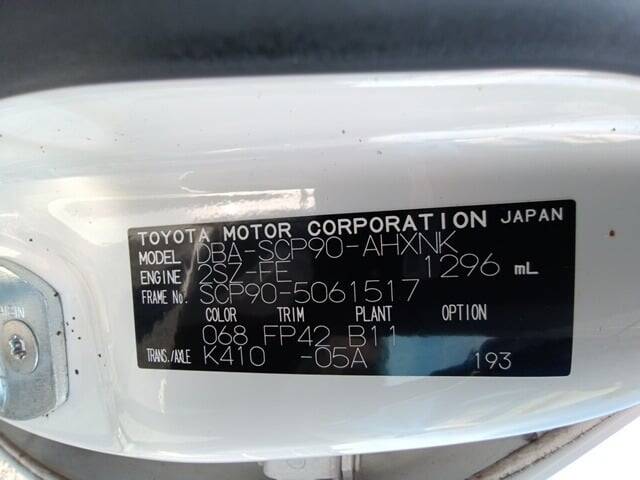 TOYOTA MOTOR CORPORATION JAPAN
MODEL DBA-SCP90-AHXNK
ENGINE 2SZ-FE 1296 mL
FRAME No. SCP90-5061517
COLOR TRIM PLANT OPTION
068 FP42 B11
TRANS./AXLE K410 -05A 193